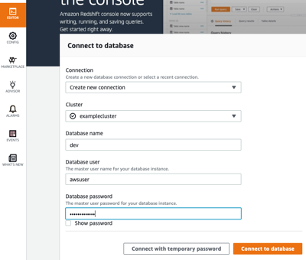 the Console
Amazon Redshift console now supports
writing, running, and saving queries.
Get started right away.
EDITOR
CONFIG
MARKETPLACE
ADVISOR
ALARMS
EVENTS
WHAT'S NEW
Connect to database
Connection
Create a new database connection or select a recent connection.
Create new connection
Cluster
examplecluster
Database name
dev
Database user
The master user name for your database instance.
awsuser
Database password
The master user password for your database instance.
Show password
Connect with temporary password
Connect to database